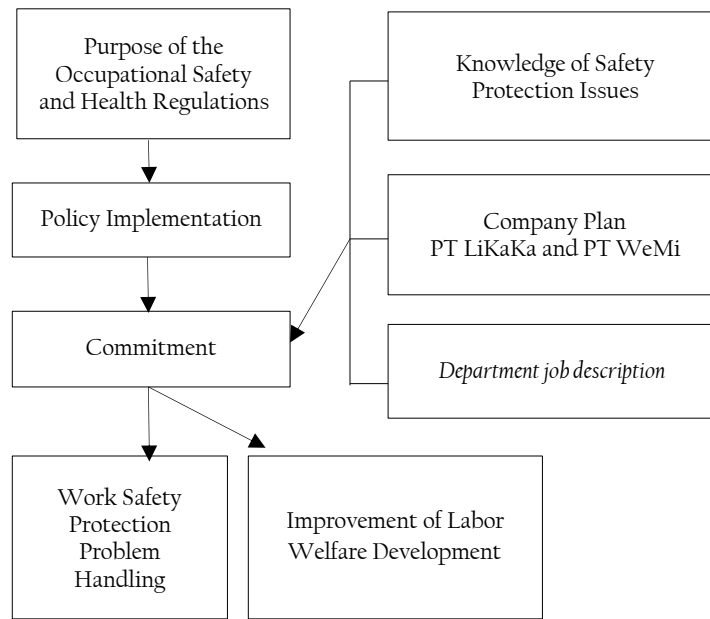 Purpose of the
Occupational Safety
and Health Regulations
Policy Implementation
Commitment
Work Safety
Protection
Problem
Handling
Improvement of Labor
Welfare Development
Knowledge of Safety
Protection Issues
Company Plan
PT LiKaKa and PT WeMi
Department job description